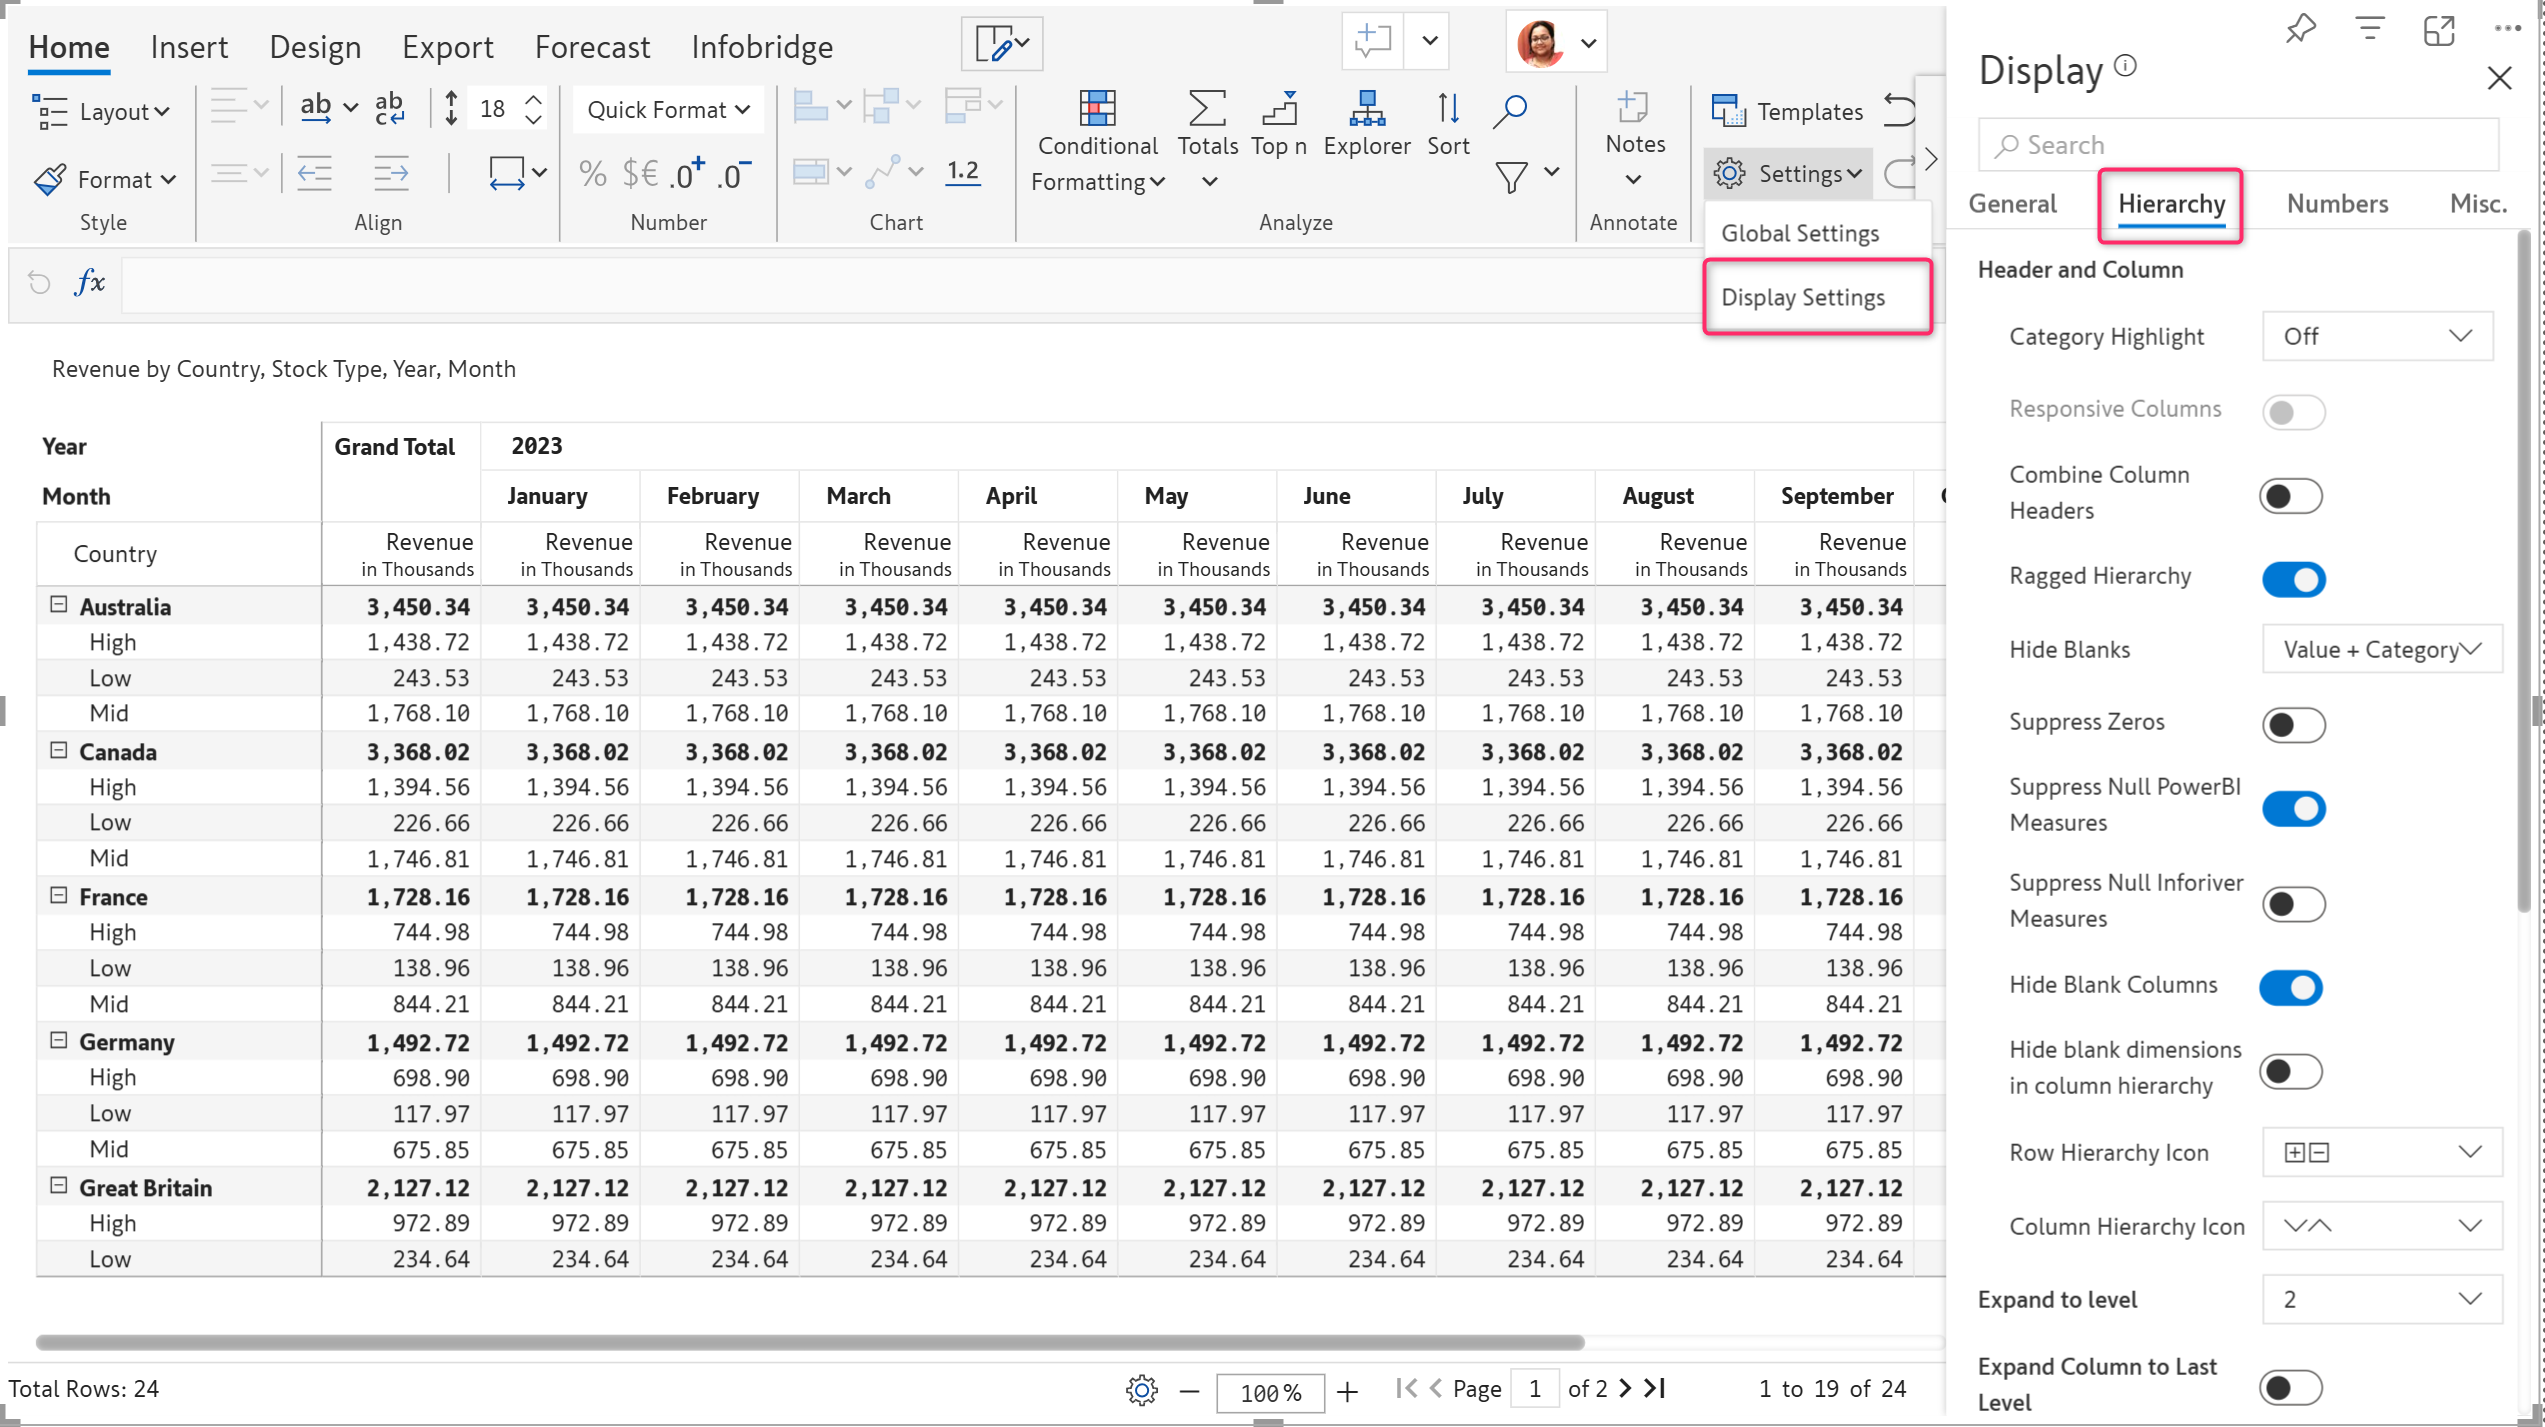 Home Insert Design Export Forecast Infobridge
Layout ab ab c 18 Quick Format
Format % $€ .0+ .0- 1.2
Conditional Formatting Totals Top n Explorer Sort
Notes
Templates
Settings
Style Align Number Chart Analyze Annotate
Global Settings
Display Settings
fx
Revenue by Country, Stock Type, Year, Month
Year Grand Total 2023
Month January February March April May June July August September
Country Revenue Revenue Revenue Revenue Revenue Revenue Revenue Revenue Revenue Revenue
in Thousands in Thousands in Thousands in Thousands in Thousands in Thousands in Thousands in Thousands in Thousands in Thousands
Australia 3,450.34 3,450.34 3,450.34 3,450.34 3,450.34 3,450.34 3,450.34 3,450.34 3,450.34 3,450.34
High 1,438.72 1,438.72 1,438.72 1,438.72 1,438.72 1,438.72 1,438.72 1,438.72 1,438.72 1,438.72
Low 243.53 243.53 243.53 243.53 243.53 243.53 243.53 243.53 243.53 243.53
Mid 1,768.10 1,768.10 1,768.10 1,768.10 1,768.10 1,768.10 1,768.10 1,768.10 1,768.10 1,768.10
Canada 3,368.02 3,368.02 3,368.02 3,368.02 3,368.02 3,368.02 3,368.02 3,368.02 3,368.02 3,368.02
High 1,394.56 1,394.56 1,394.56 1,394.56 1,394.56 1,394.56 1,394.56 1,394.56 1,394.56 1,394.56
Low 226.66 226.66 226.66 226.66 226.66 226.66 226.66 226.66 226.66 226.66
Mid 1,746.81 1,746.81 1,746.81 1,746.81 1,746.81 1,746.81 1,746.81 1,746.81 1,746.81 1,746.81
France 1,728.16 1,728.16 1,728.16 1,728.16 1,728.16 1,728.16 1,728.16 1,728.16 1,728.16 1,728.16
High 744.98 744.98 744.98 744.98 744.98 744.98 744.98 744.98 744.98 744.98
Low 138.96 138.96 138.96 138.96 138.96 138.96 138.96 138.96 138.96 138.96
Mid 844.21 844.21 844.21 844.21 844.21 844.21 844.21 844.21 844.21 844.21
Germany 1,492.72 1,492.72 1,492.72 1,492.72 1,492.72 1,492.72 1,492.72 1,492.72 1,492.72 1,492.72
High 698.90 698.90 698.90 698.90 698.90 698.90 698.90 698.90 698.90 698.90
Low 117.97 117.97 117.97 117.97 117.97 117.97 117.97 117.97 117.97 117.97
Mid 675.85 675.85 675.85 675.85 675.85 675.85 675.85 675.85 675.85 675.85
Great Britain 2,127.12 2,127.12 2,127.12 2,127.12 2,127.12 2,127.12 2,127.12 2,127.12 2,127.12 2,127.12
High 972.89 972.89 972.89 972.89 972.89 972.89 972.89 972.89 972.89 972.89
Low 234.64 234.64 234.64 234.64 234.64 234.64 234.64 234.64 234.64 234.64
Total Rows: 24 100% Page 1 of 2 1 to 19 of 24
Display
Search
General Hierarchy Numbers Misc.
Header and Column
Category Highlight Off
Responsive Columns
Combine Column
Headers
Ragged Hierarchy
Hide Blanks Value + Category
Suppress Zeros
Suppress Null PowerBI
Measures
Suppress Null Inforiver
Measures
Hide Blank Columns
Hide blank dimensions
in column hierarchy
Row Hierarchy Icon
Column Hierarchy Icon
Expand to level 2
Expand Column to Last
Level